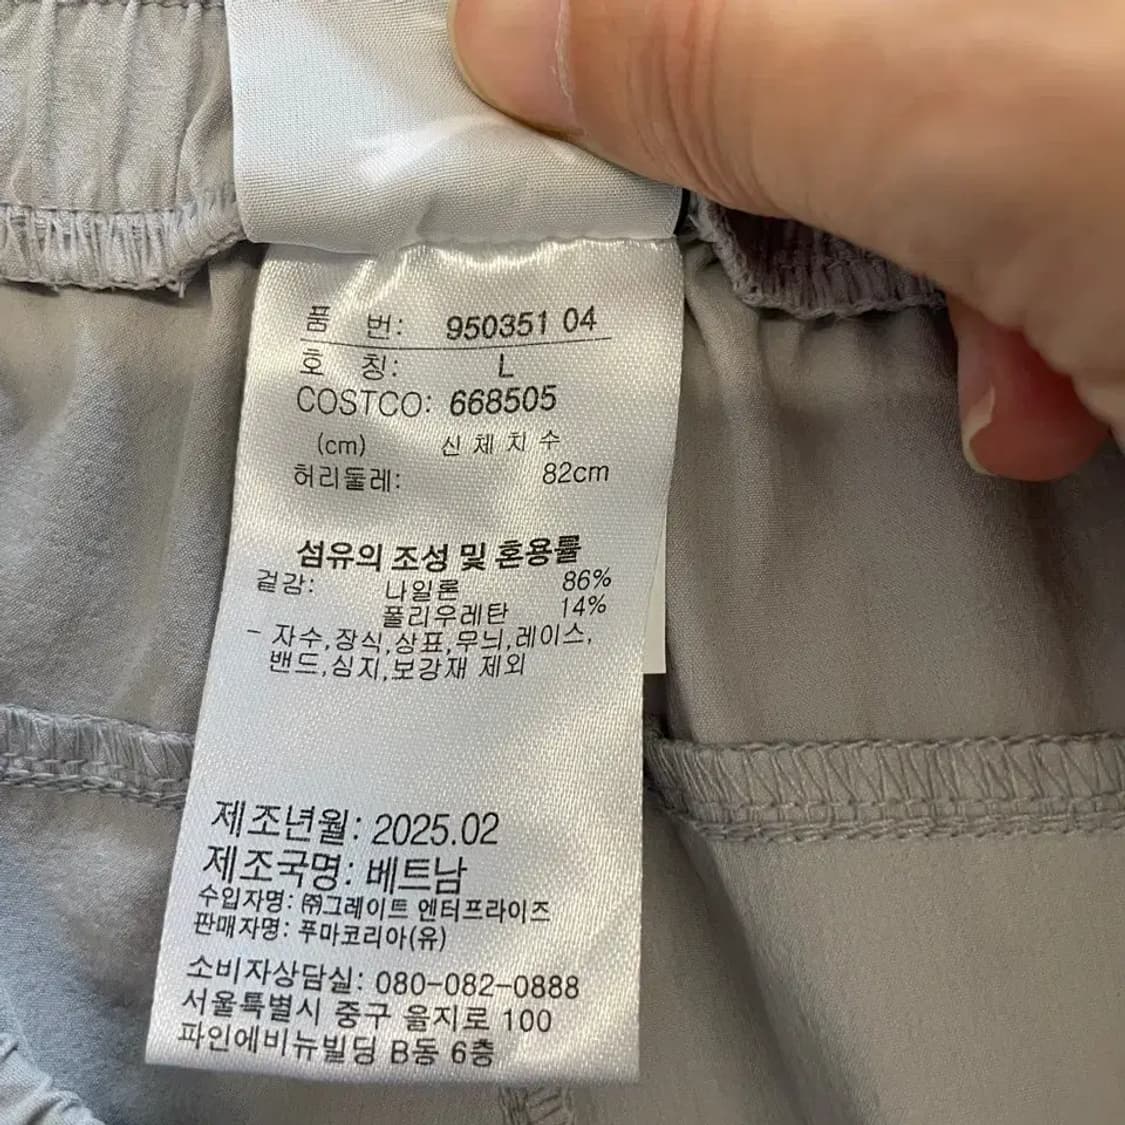 품 번: 950351 04
호 칭: L
COSTCO: 668505
(cm) 신 체 치 수
허리둘레: 82cm
섬유의 조성 및 혼용률
겉감: 나일론 86%
폴리우레탄 14%
- 자수,장식,상표,무늬,레이스,
밴드,심지,보강재 제외
제조년월: 2025.02
제조국명: 베트남
수입자명: ㈜그레이트 엔터프라이즈
판매자명: 푸마코리아(유)
소비자상담실: 080-082-0888
서울특별시 중구 을지로 100
파인에비뉴빌딩 B동 6층